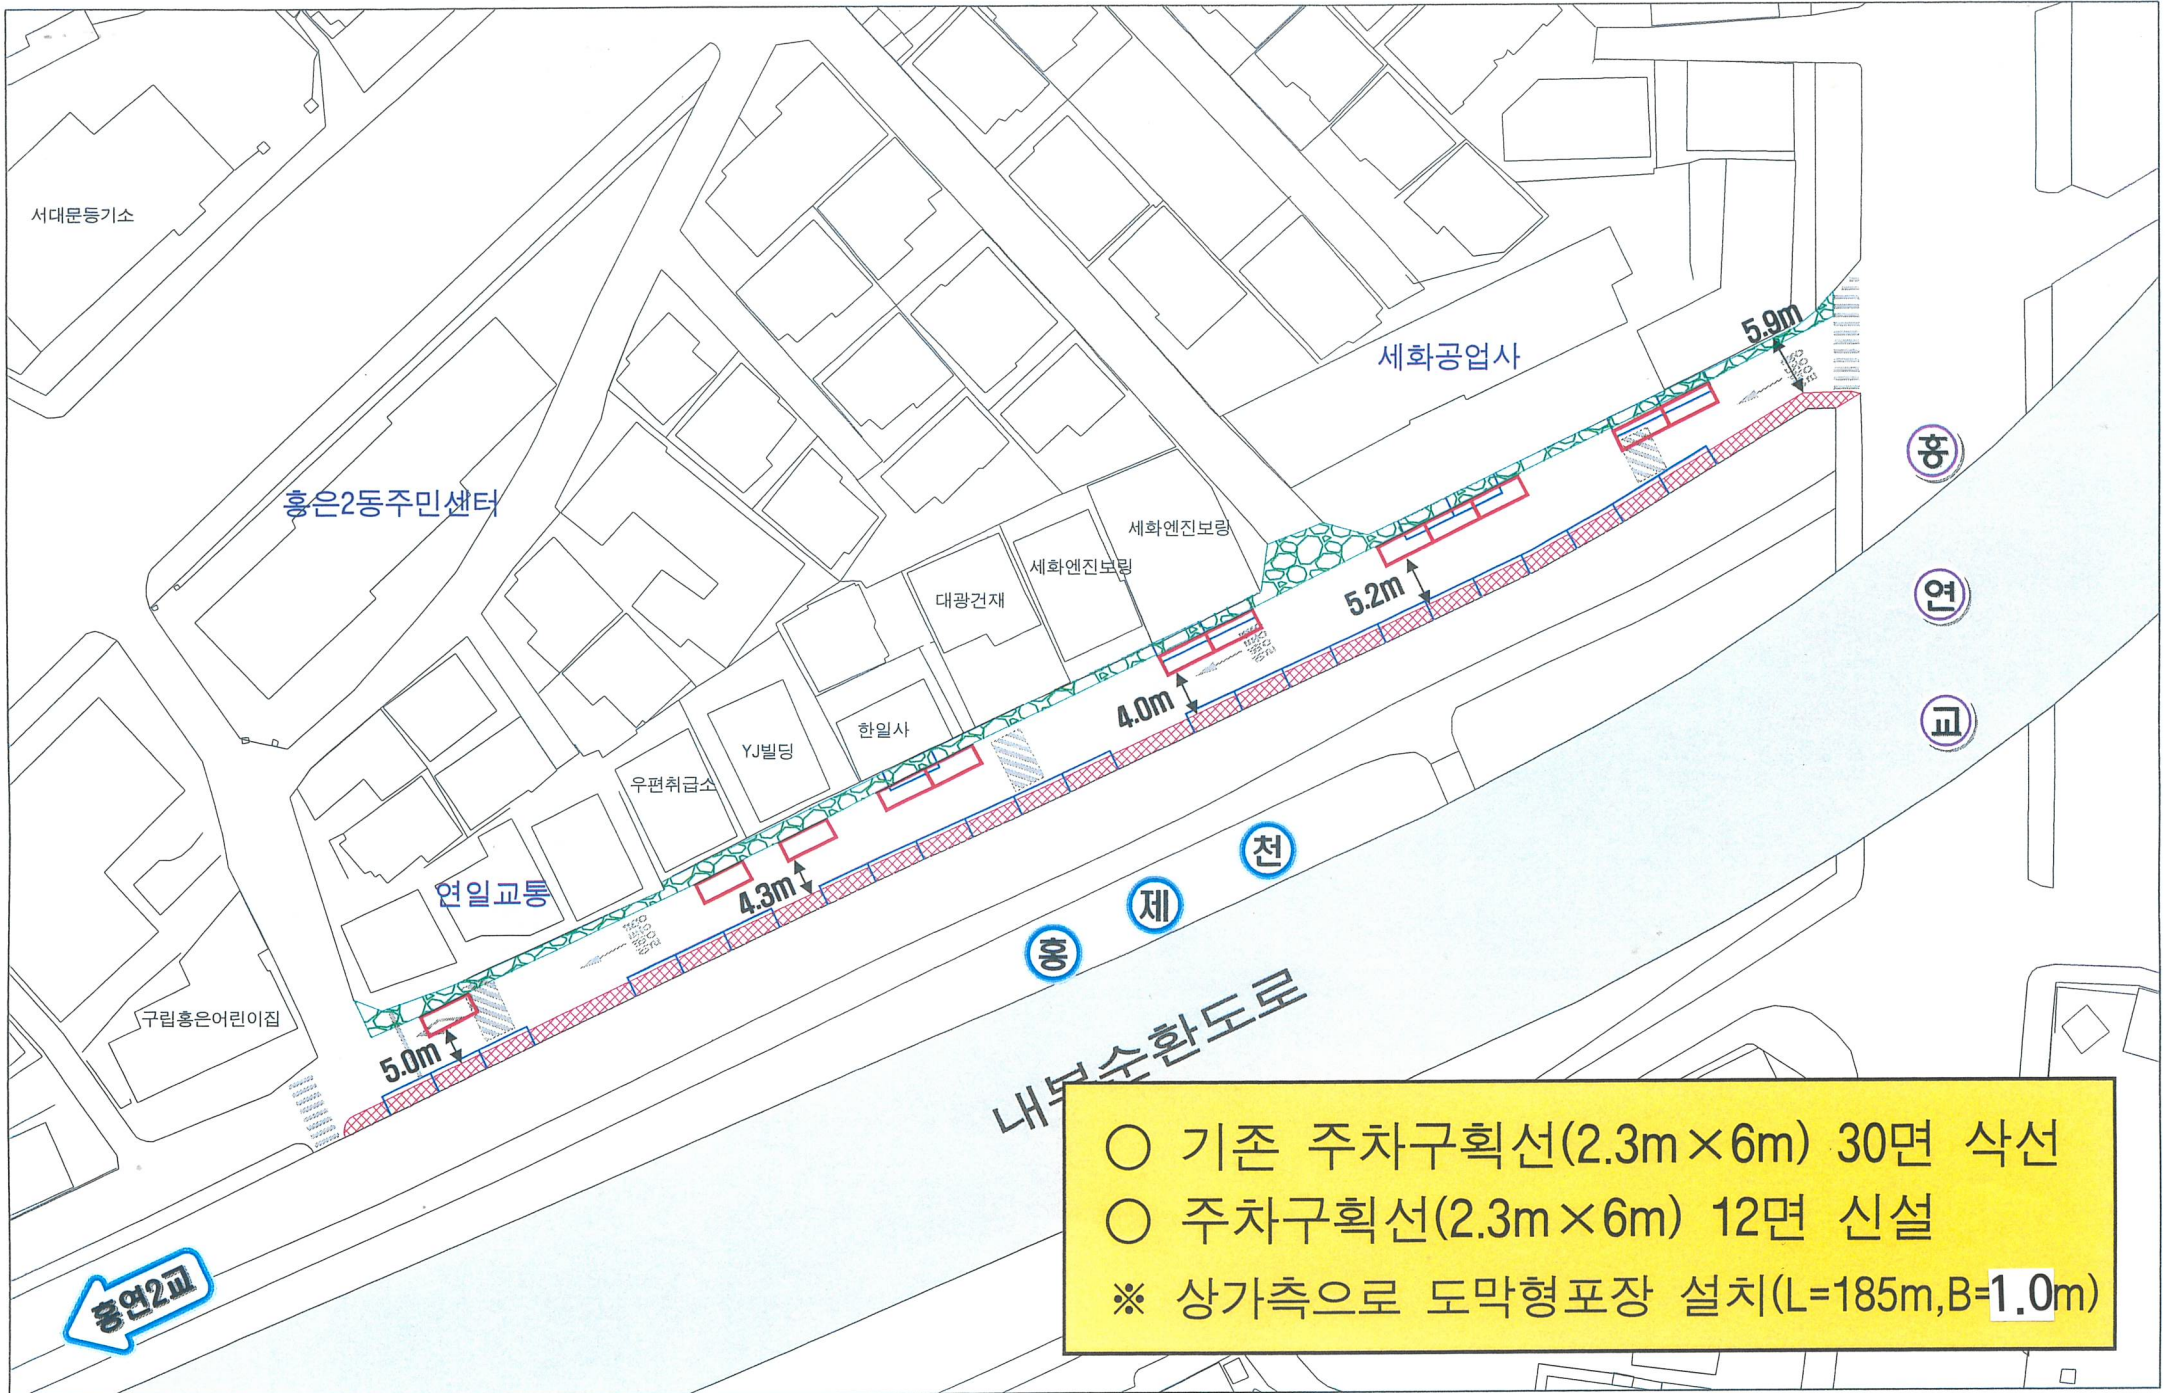 서대문등기소
5.9m
세화공업사
홍
연
교
홍은2동주민센터
세화엔진보링
세화엔진보링
대광건재
5.2m
4.0m
한일사
YJ빌딩
우편취급소
4.3m
연일교통
천
제
홍
구립홍은어린이집
5.0m
내부순환도로
홍연2교
○ 기존 주차구획선(2.3m×6m) 30면 삭선
○ 주차구획선(2.3m×6m) 12면 신설
※ 상가측으로 도막형포장 설치(L=185m,B=1.0m)